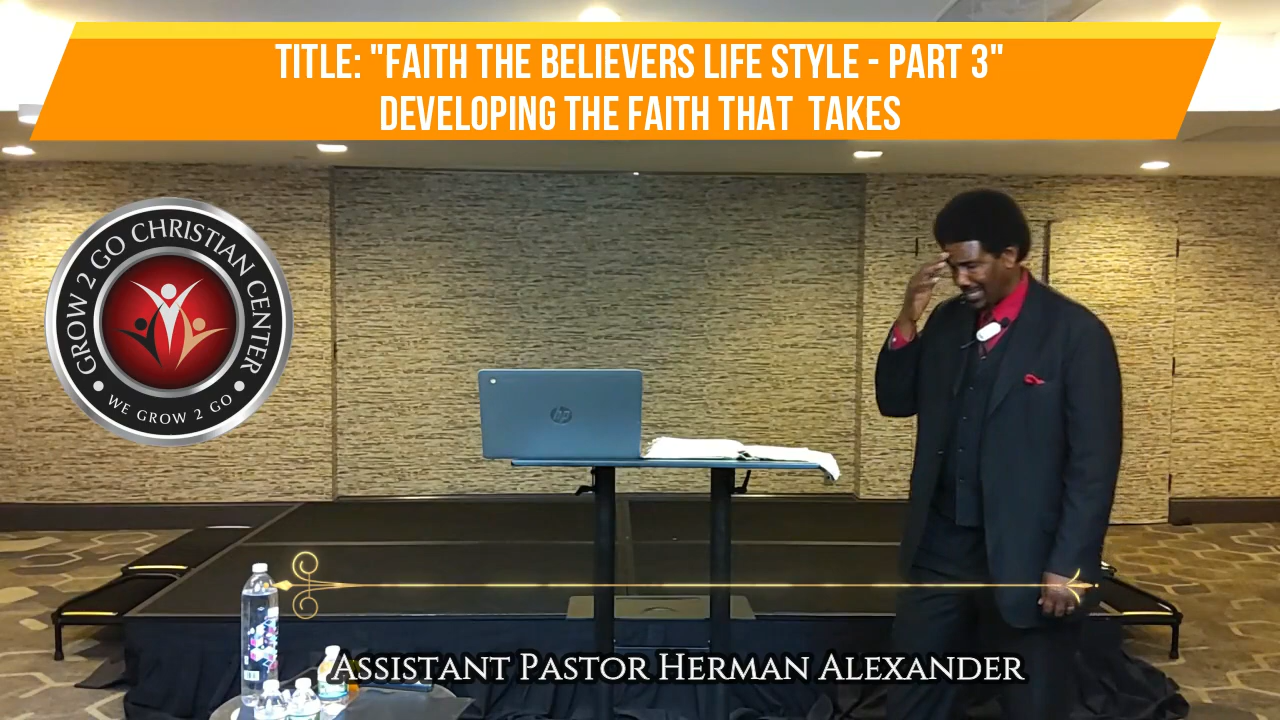 TITLE: "FAITH THE BELIEVERS LIFE STYLE - PART 3"
DEVELOPING THE FAITH THAT TAKES
GROW 2 GO CHRISTIAN CENTER
• WE GROW 2 GO •
hp
ASSISTANT PASTOR HERMAN ALEXANDER